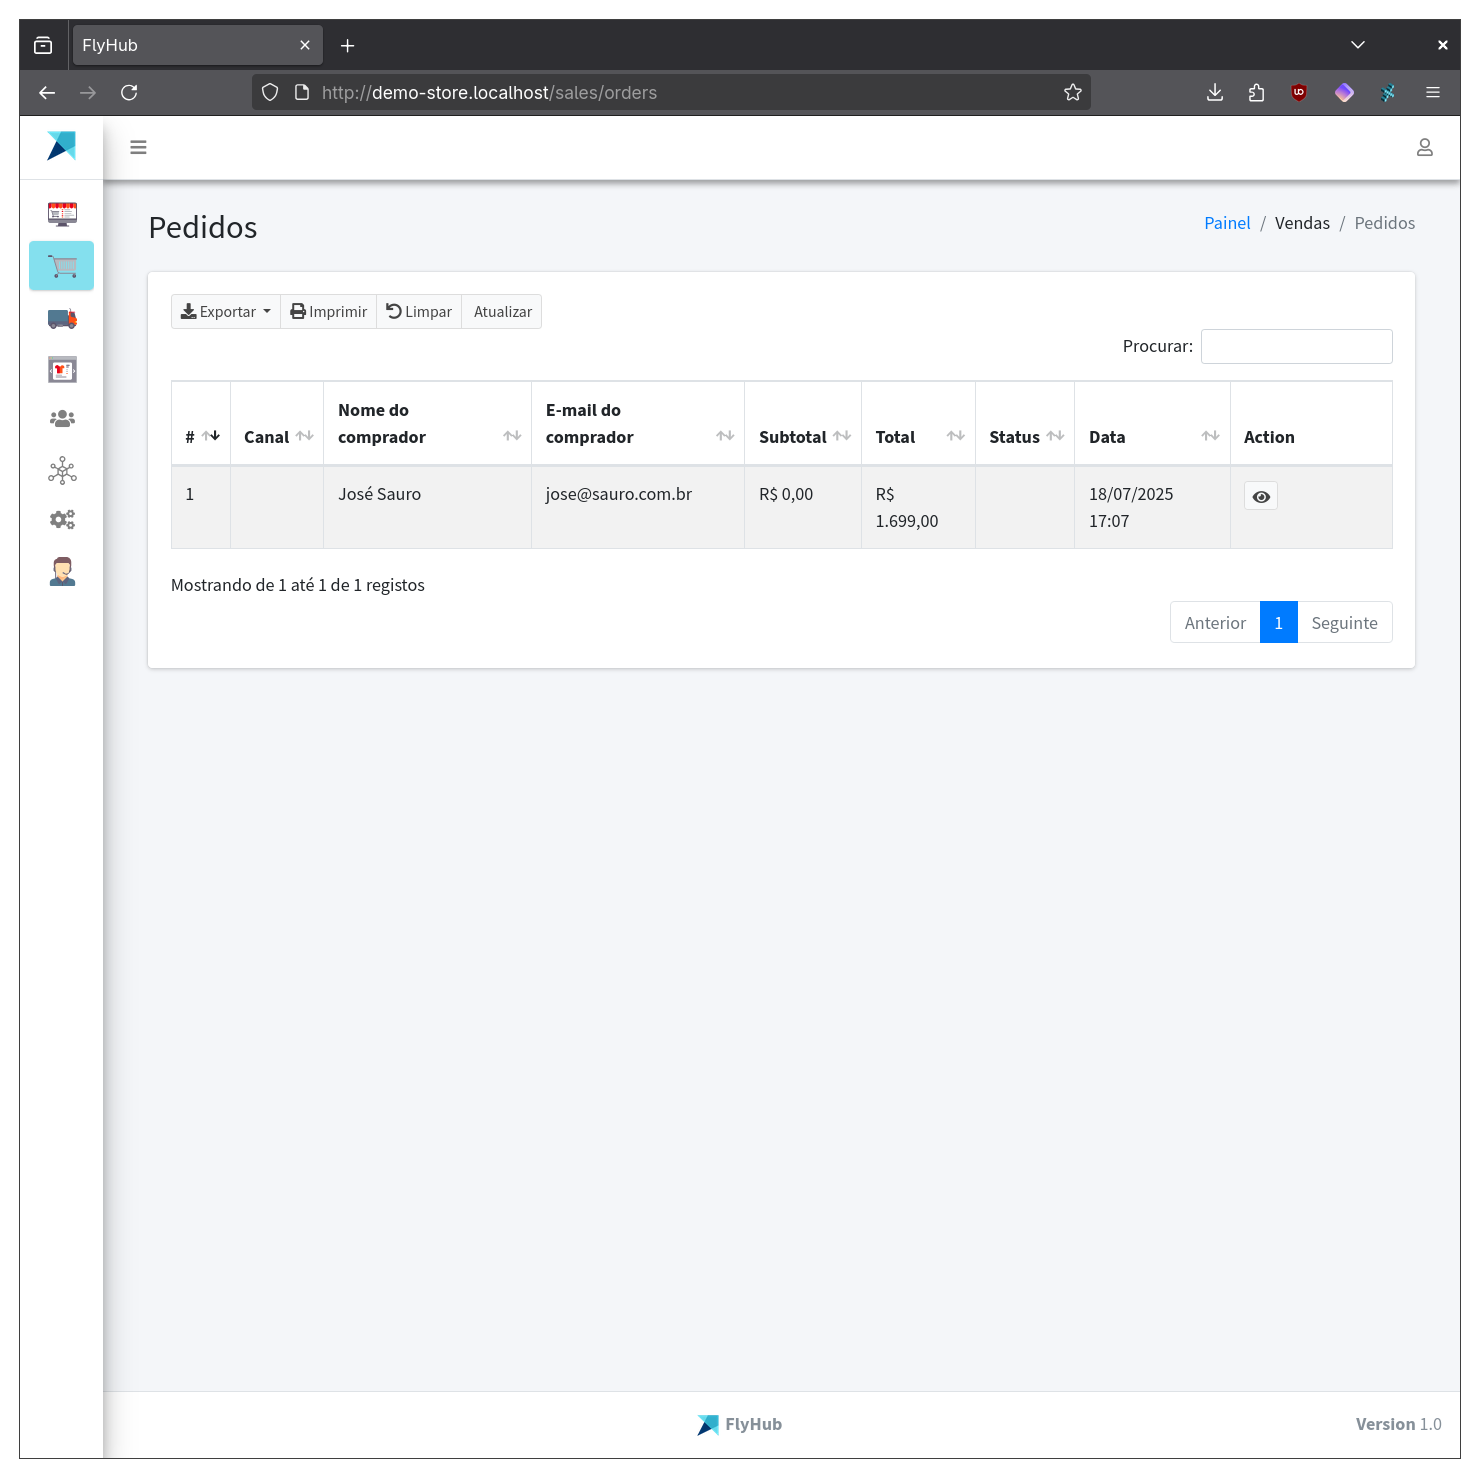 FlyHub
http://demo-store.localhost/sales/orders
Pedidos
Painel / Vendas / Pedidos
Exportar Imprimir Limpar Atualizar
Procurar:
# Canal Nome do comprador E-mail do comprador Subtotal Total Status Data Action
1 José Sauro jose@sauro.com.br R$ 0,00 R$ 1.699,00 18/07/2025 17:07
Mostrando de 1 até 1 de 1 registos
Anterior 1 Seguinte
FlyHub
Version 1.0